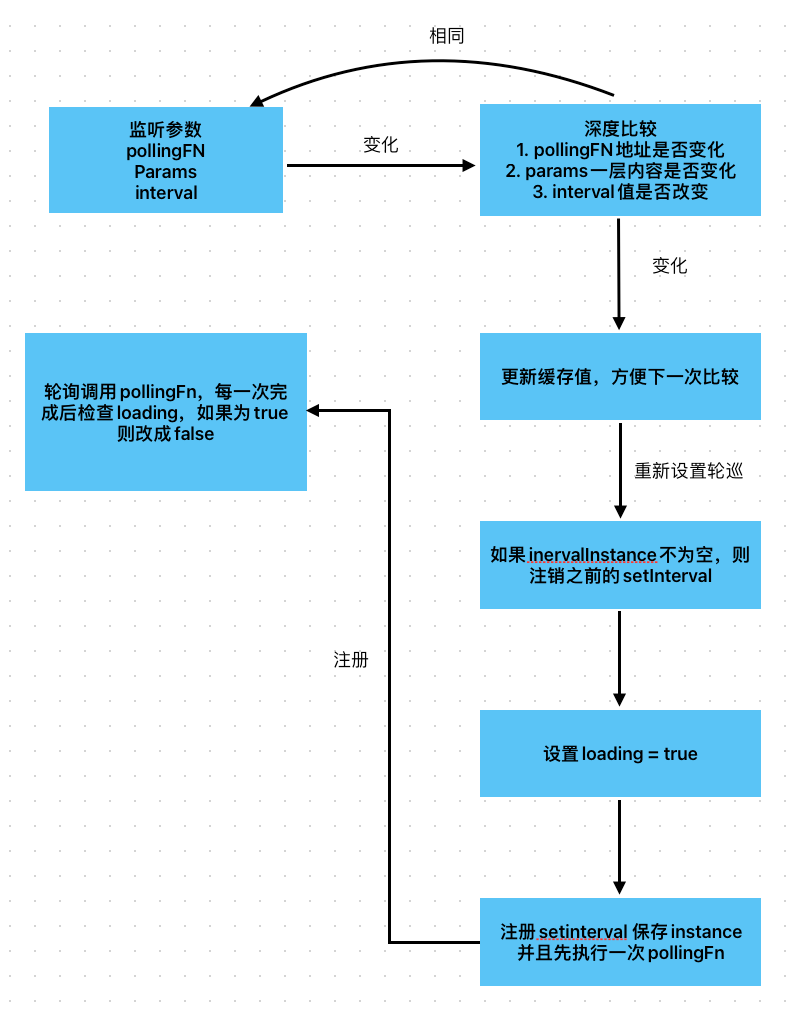 相同
监听参数
pollingFN
Params
interval
变化
深度比较
1. pollingFN 地址是否变化
2. params 一层内容是否变化
3. interval 值是否改变
变化
更新缓存值，方便下一次比较
轮询调用 pollingFn，每一次完
成后检查 loading，如果为 true
则改成 false
重新设置轮巡
如果 inervalInstance 不为空，则
注销之前的 setInterval
注册
设置 loading = true
注册 setinterval 保存 instance
并且先执行一次 pollingFn